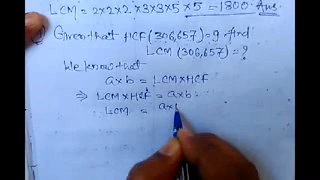 LCM = 2×2×2×3×3×5×5 = 1800 Ans.
Given that HCF (306,657) = 9 find
LCM (306,657) = ?
We know that
a×b = LCM×HCF
⇒ LCM×HCF = a×b
LCM = a×b